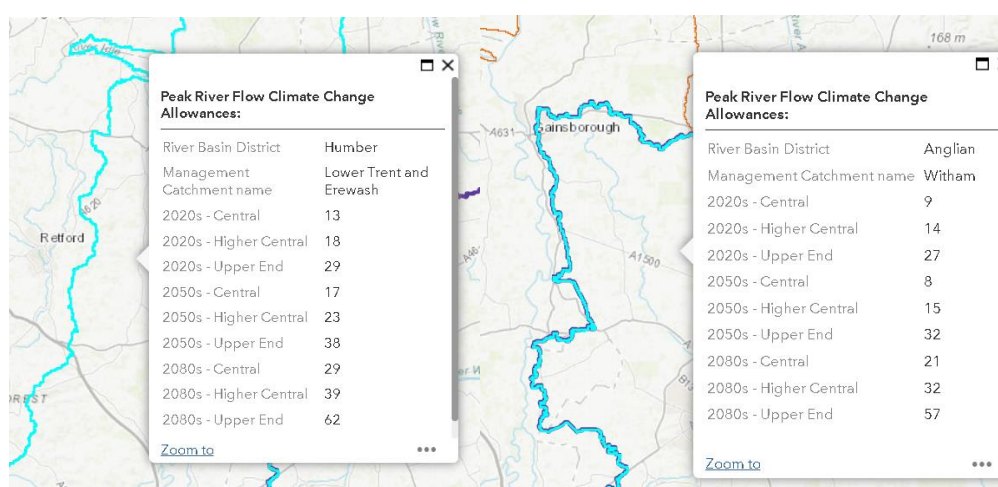 River Idle
Retford
A620
Peak River Flow Climate Change
Allowances:
River Basin District Humber
Management Catchment name Lower Trent and Erewash
2020s - Central 13
2020s - Higher Central 18
2020s - Upper End 29
2050s - Central 17
2050s - Higher Central 23
2050s - Upper End 38
2080s - Central 29
2080s - Higher Central 39
2080s - Upper End 62
Zoom to
168 m
A631
Gainsborough
A1500
A46
Peak River Flow Climate Change
Allowances:
River Basin District Anglian
Management Catchment name Witham
2020s - Central 9
2020s - Higher Central 14
2020s - Upper End 27
2050s - Central 8
2050s - Higher Central 15
2050s - Upper End 32
2080s - Central 21
2080s - Higher Central 32
2080s - Upper End 57
Zoom to